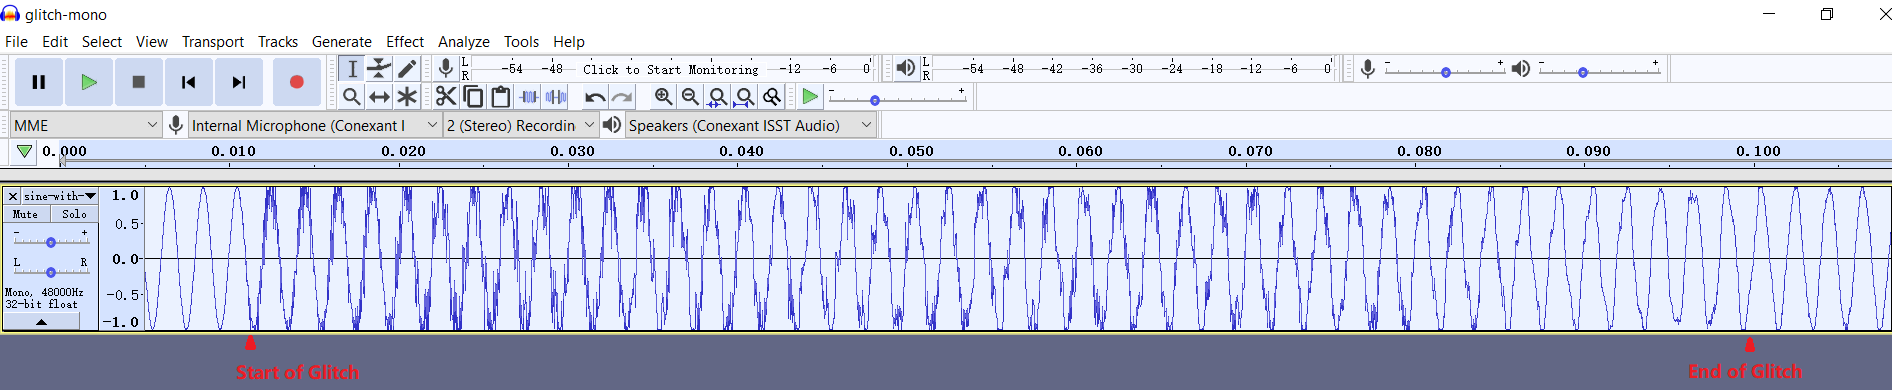 glitch-mono
File Edit Select View Transport Tracks Generate Effect Analyze Tools Help
L -54 -48 Click to Start Monitoring -12 -6 0 L -54 -48 -42 -36 -30 -24 -18 -12 -6 0
R R
MME Internal Microphone (Conexant I 2 (Stereo) Recordin Speakers (Conexant ISST Audio)
0.000 0.010 0.020 0.030 0.040 0.050 0.060 0.070 0.080 0.090 0.100
× sine-with- 1.0
Mute Solo 0.5
- +
L R 0.0
Mono, 48000Hz -0.5
32-bit float
-1.0
Start of Glitch End of Glitch